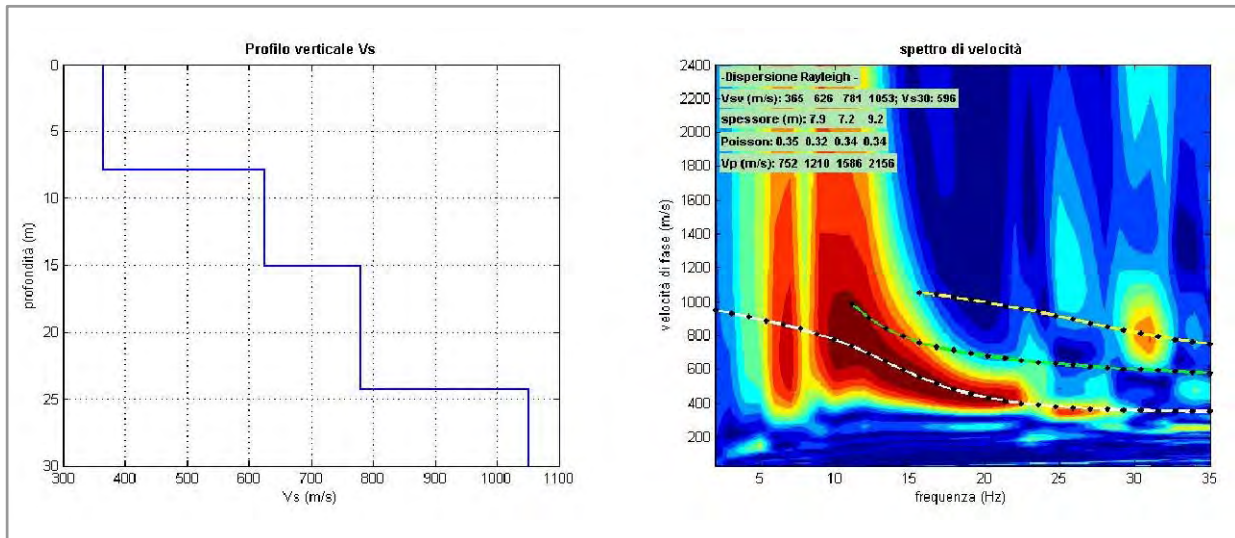 Profilo verticale Vs
0
5
10
15
20
25
30
300 400 500 600 700 800 900 1000 1100
profondità (m)
Vs (m/s)
spettro di velocità
-Dispersione Rayleigh -
Vsv (m/s): 365 626 781 1053; Vs30: 596
spessore (m): 7.9 7.2 9.2
Poisson: 0.35 0.32 0.34 0.34
Vp (m/s): 752 1210 1586 2156
2400
2200
2000
1800
1600
1400
1200
1000
800
600
400
200
5 10 15 20 25 30 35
velocità di fase (m/s)
frequenza (Hz)